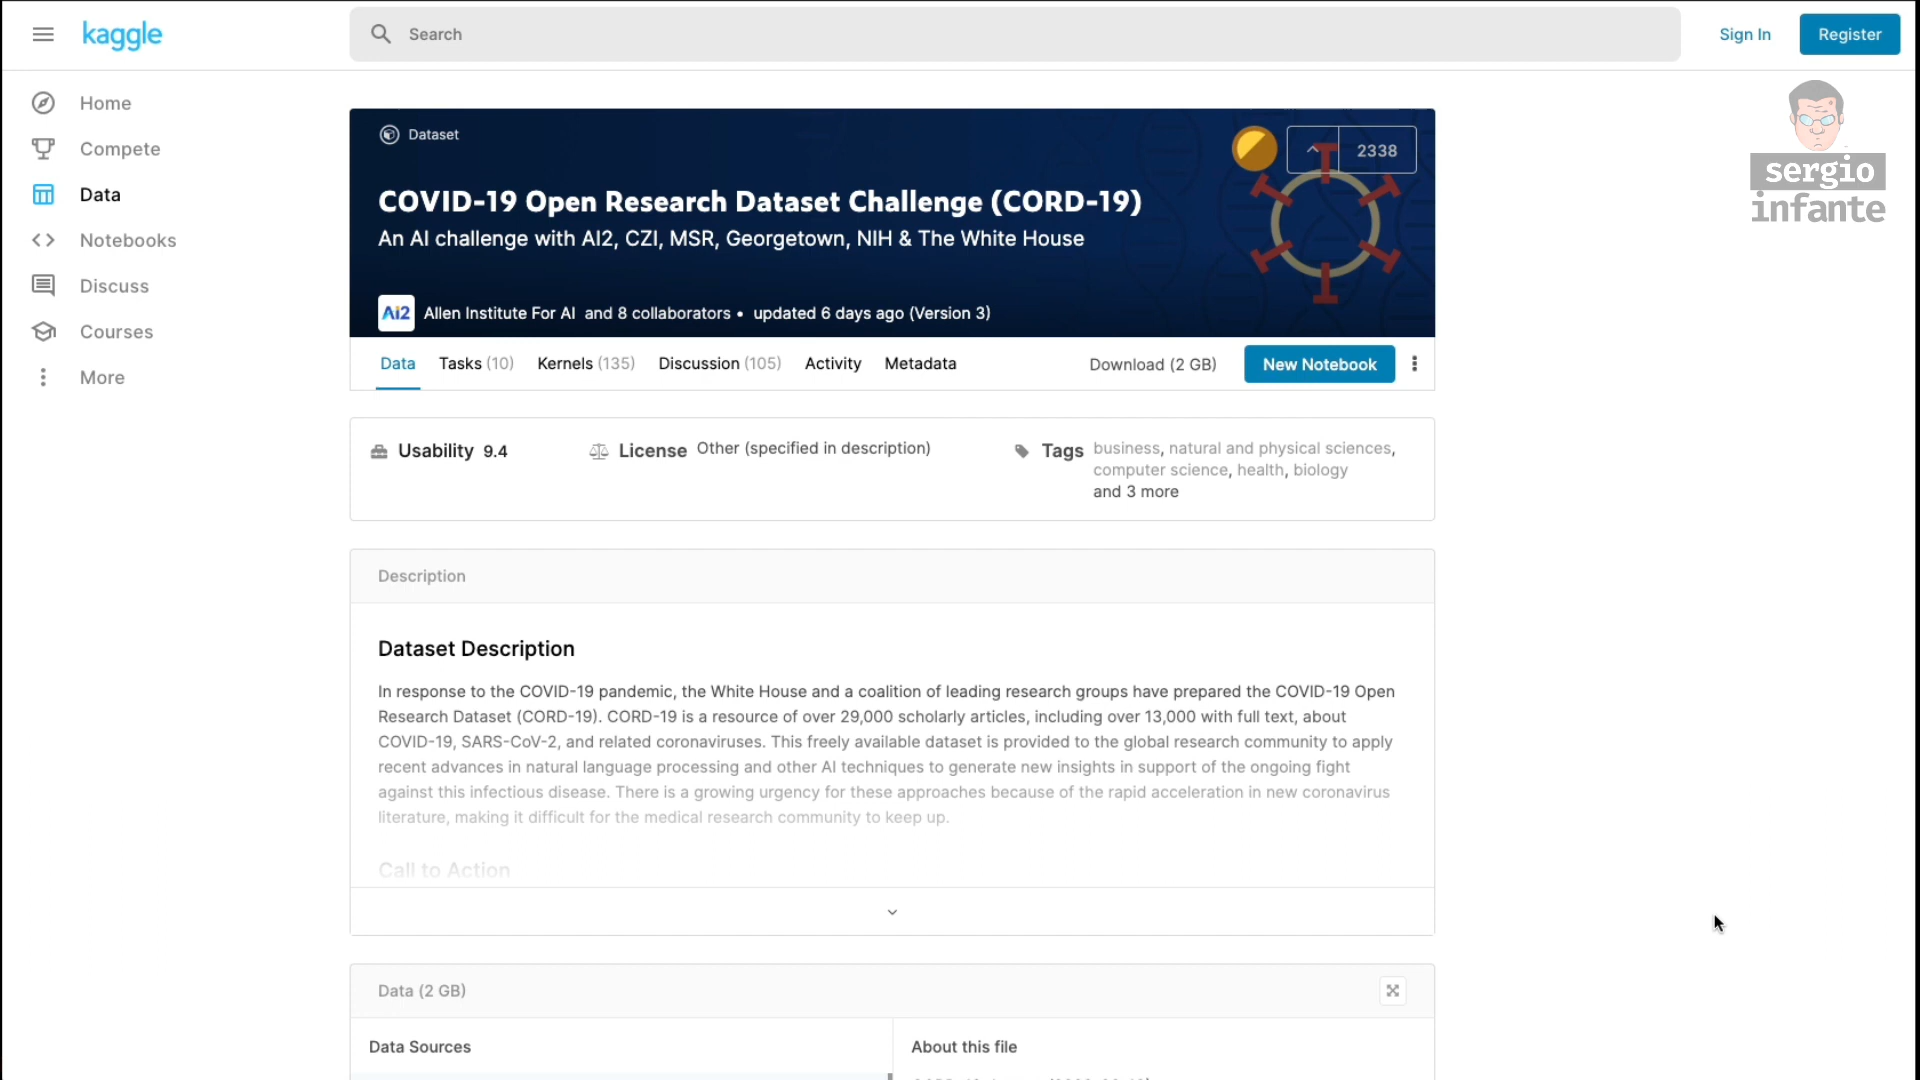 kaggle
Search
Sign In
Register
Home
Compete
Data
Notebooks
Discuss
Courses
More
sergio
infante
Dataset
2338
COVID-19 Open Research Dataset Challenge (CORD-19)
An AI challenge with AI2, CZI, MSR, Georgetown, NIH & The White House
Ai2 Allen Institute For AI and 8 collaborators • updated 6 days ago (Version 3)
Data Tasks (10) Kernels (135) Discussion (105) Activity Metadata Download (2 GB) New Notebook
Usability 9.4 License Other (specified in description) Tags business, natural and physical sciences,
computer science, health, biology
and 3 more
Description
Dataset Description
In response to the COVID-19 pandemic, the White House and a coalition of leading research groups have prepared the COVID-19 Open
Research Dataset (CORD-19). CORD-19 is a resource of over 29,000 scholarly articles, including over 13,000 with full text, about
COVID-19, SARS-CoV-2, and related coronaviruses. This freely available dataset is provided to the global research community to apply
recent advances in natural language processing and other AI techniques to generate new insights in support of the ongoing fight
against this infectious disease. There is a growing urgency for these approaches because of the rapid acceleration in new coronavirus
literature, making it difficult for the medical research community to keep up.
Call to Action
Data (2 GB)
Data Sources
About this file